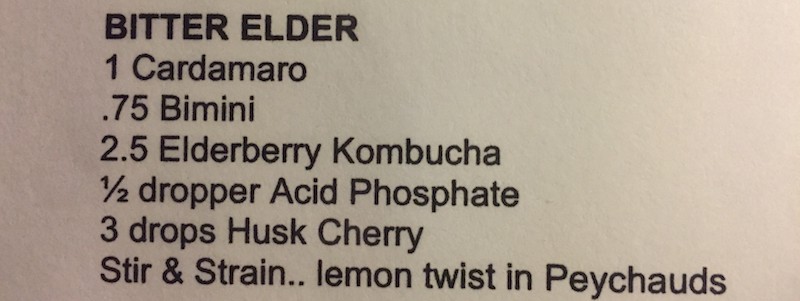 BITTER ELDER
1 Cardamaro
.75 Bimini
2.5 Elderberry Kombucha
½ dropper Acid Phosphate
3 drops Husk Cherry
Stir & Strain.. lemon twist in Peychauds